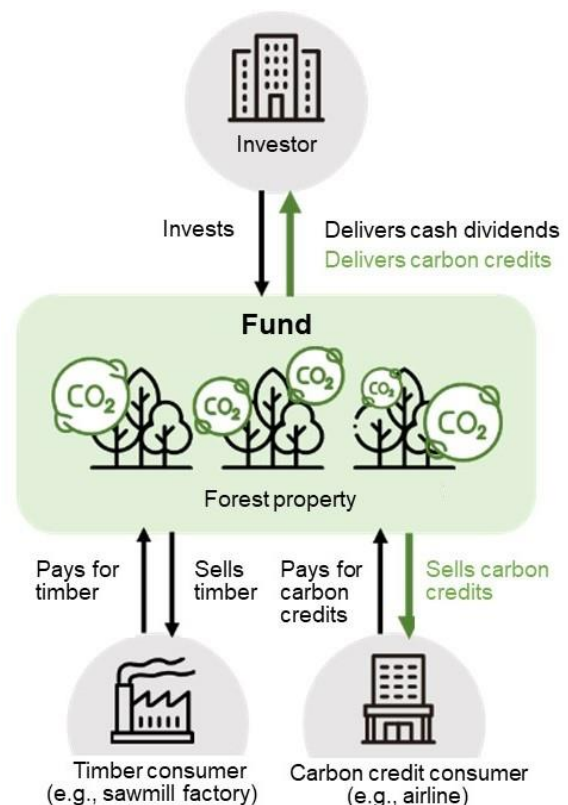 Investor
Invests
Delivers cash dividends
Delivers carbon credits
Fund
CO2
CO2
CO2
CO2
CO2
Forest property
Pays for
timber
Sells
timber
Pays for
carbon
credits
Sells carbon
credits
Timber consumer
(e.g., sawmill factory)
Carbon credit consumer
(e.g., airline)